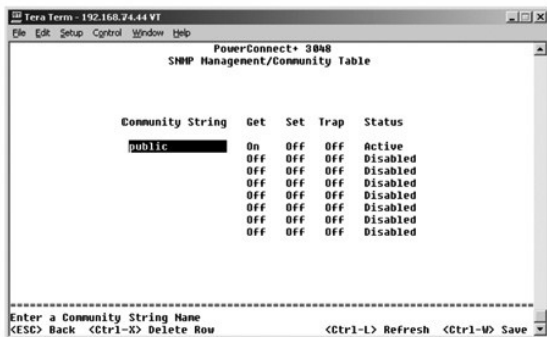 Tera Term - 192.168.74.44 VT
File Edit Setup Control Window Help
PowerConnect+ 3048
SNMP Management/Community Table
Community String Get Set Trap Status
public On Off Off Active
Off Off Off Disabled
Off Off Off Disabled
Off Off Off Disabled
Off Off Off Disabled
Off Off Off Disabled
Off Off Off Disabled
Off Off Off Disabled
Enter a Community String Name
<ESC> Back <Ctrl-X> Delete Row <Ctrl-L> Refresh <Ctrl-W> Save